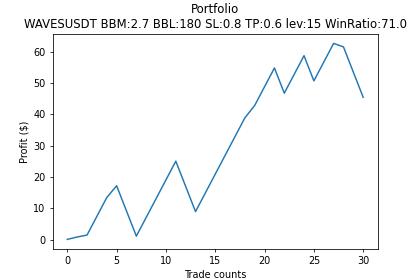 Portfolio
WAVESUSDT BBM:2.7 BBL:180 SL:0.8 TP:0.6 lev:15 WinRatio:71.0
Profit ($)
60
50
40
30
20
10
0
0 5 10 15 20 25 30
Trade counts